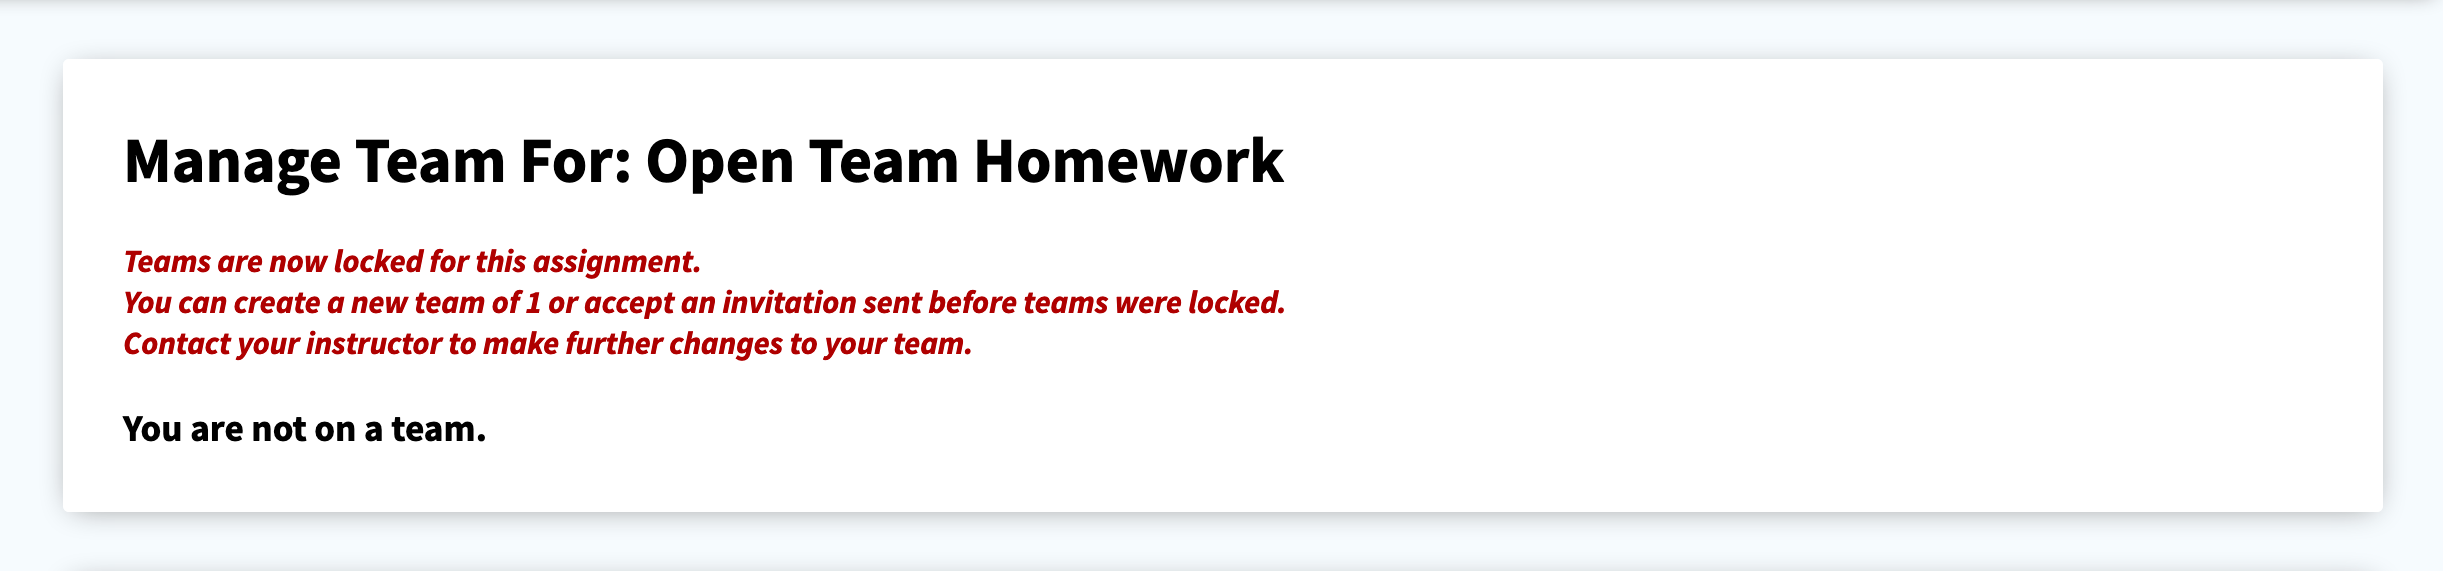 Manage Team For: Open Team Homework
Teams are now locked for this assignment.
You can create a new team of 1 or accept an invitation sent before teams were locked.
Contact your instructor to make further changes to your team.
You are not on a team.